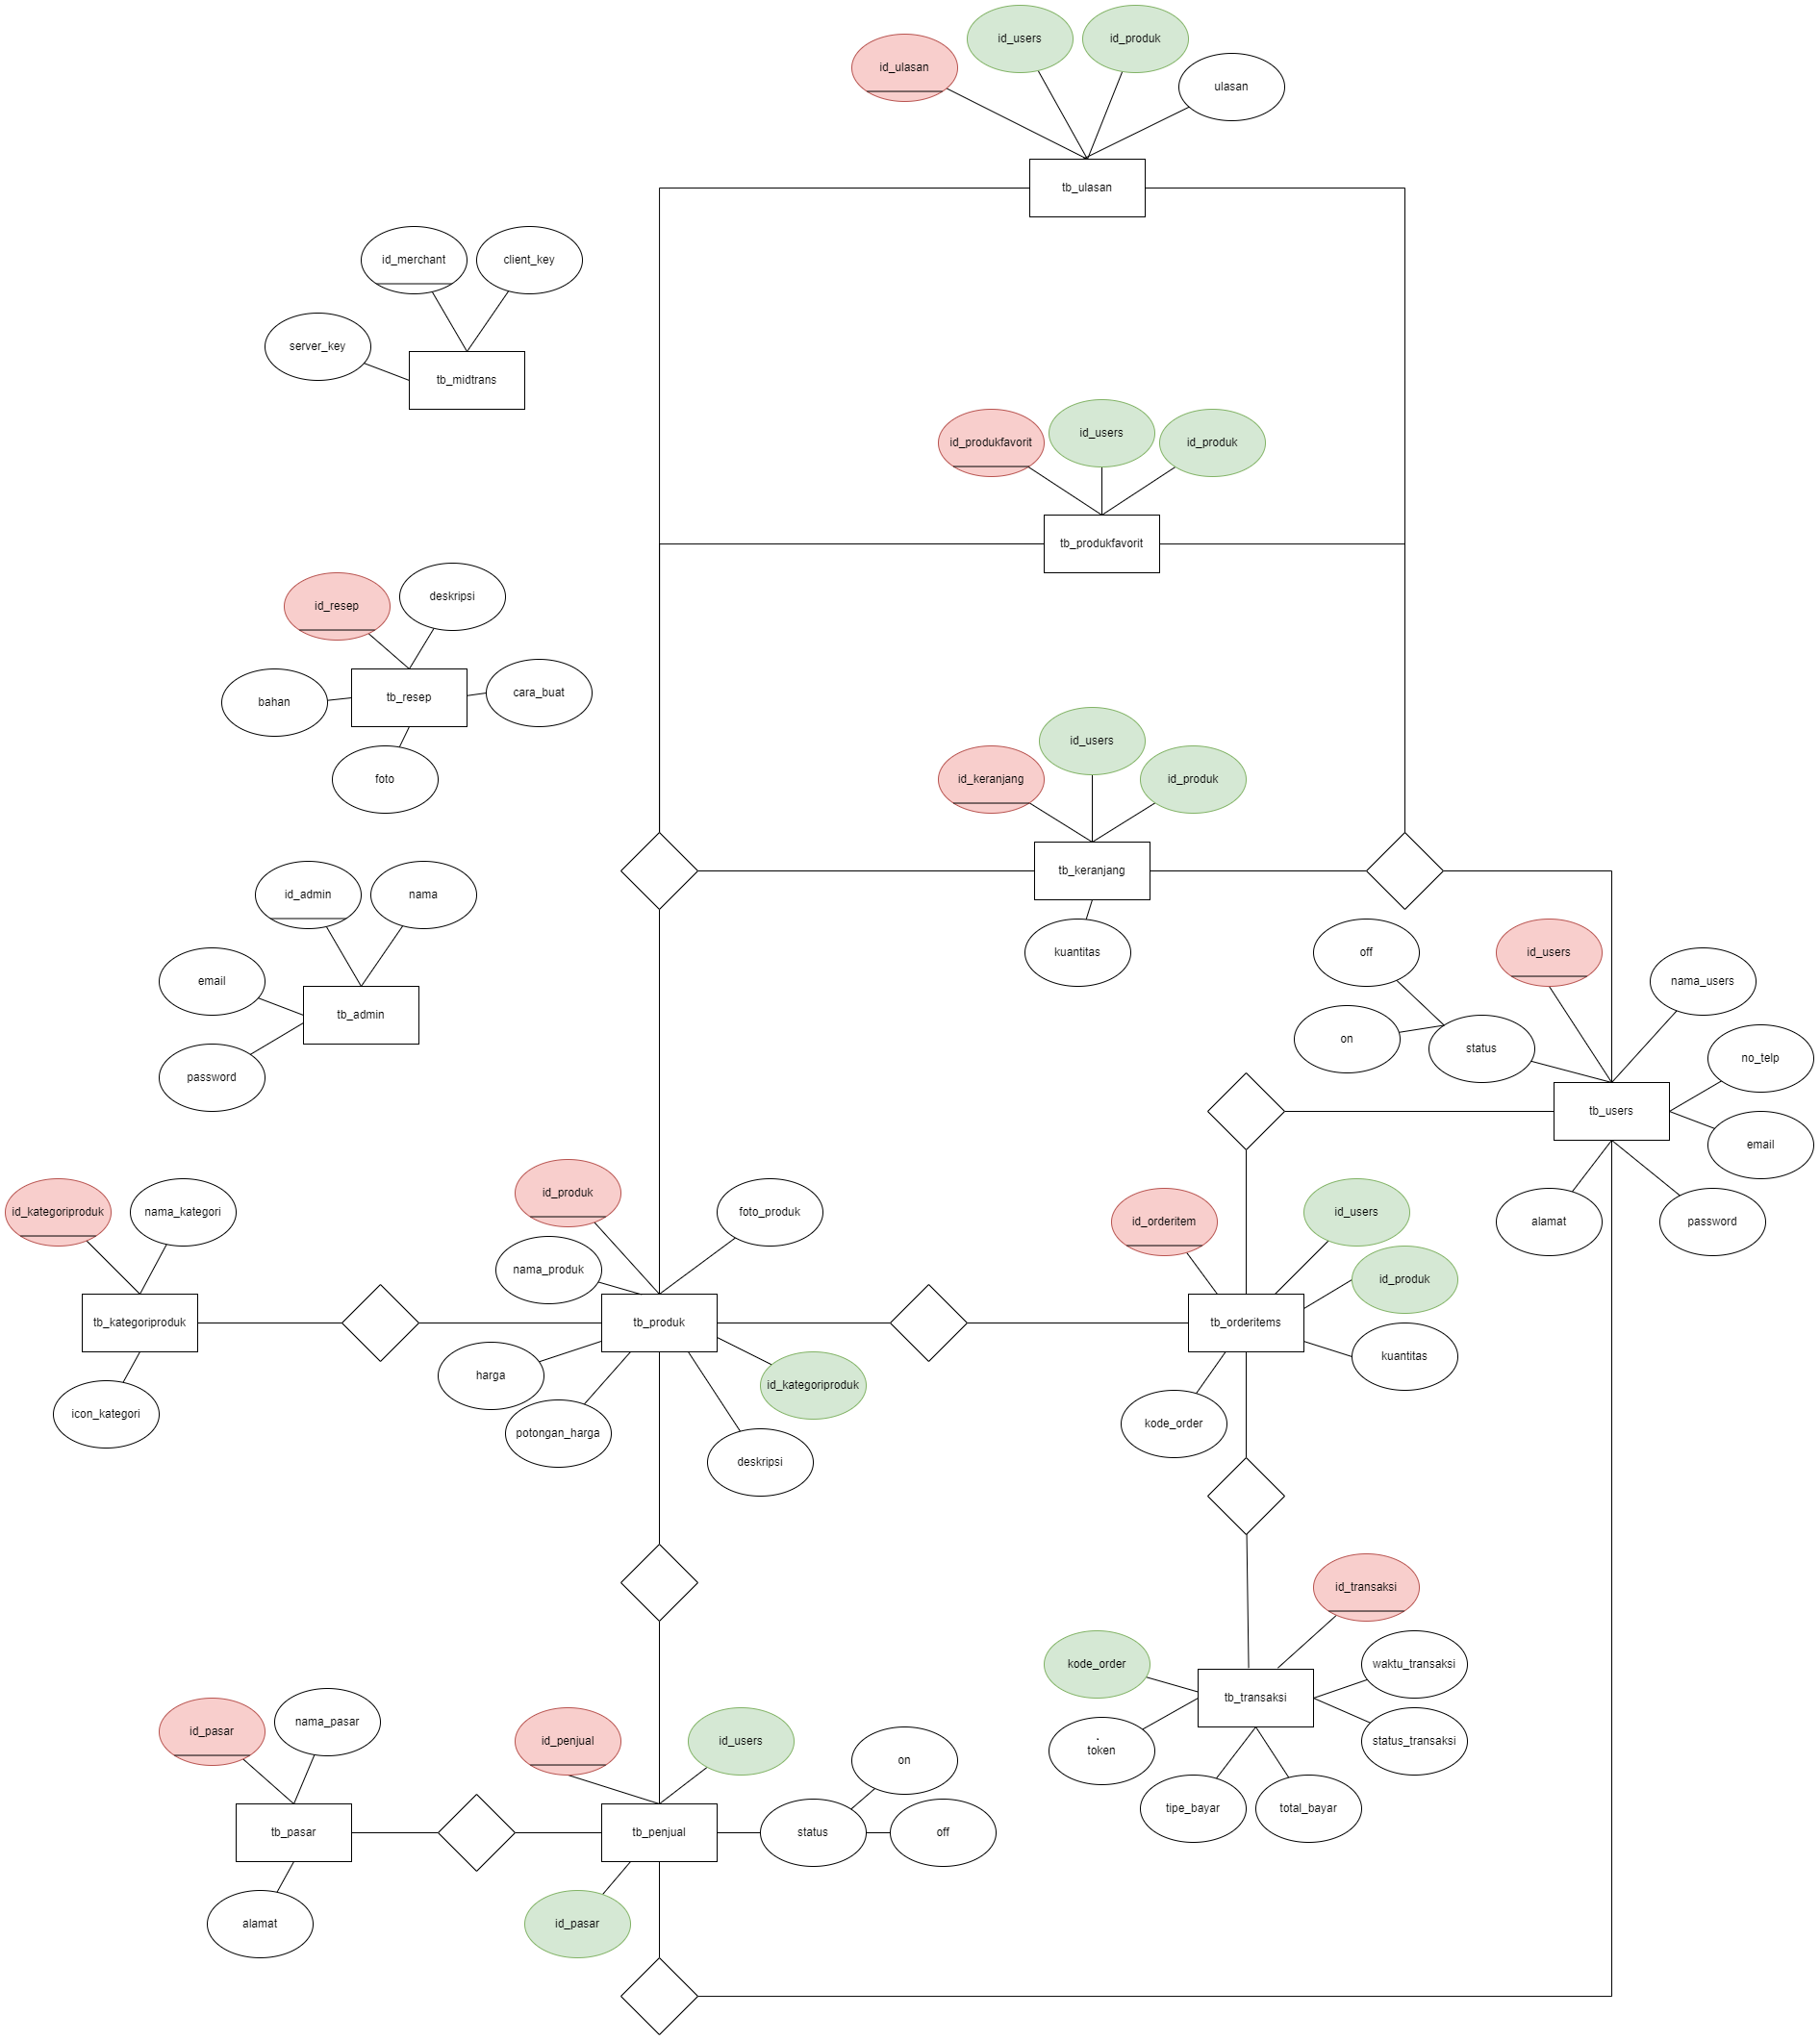 id_users
id_produk
id_ulasan
ulasan
tb_ulasan
id_merchant
client_key
server_key
tb_midtrans
id_produkfavorit
id_users
id_produk
tb_produkfavorit
id_resep
deskripsi
bahan
tb_resep
cara_buat
foto
id_keranjang
id_users
id_produk
tb_keranjang
kuantitas
id_admin
nama
email
tb_admin
password
off
id_users
nama_users
on
status
no_telp
tb_users
email
alamat
password
id_kategoriproduk
nama_kategori
tb_kategoriproduk
icon_kategori
id_produk
foto_produk
nama_produk
tb_produk
harga
id_kategoriproduk
potongan_harga
deskripsi
id_orderitem
id_users
id_produk
tb_orderitems
kuantitas
kode_order
id_transaksi
kode_order
waktu_transaksi
tb_transaksi
token
status_transaksi
tipe_bayar
total_bayar
id_pasar
nama_pasar
tb_pasar
alamat
id_penjual
id_users
on
tb_penjual
status
off
id_pasar